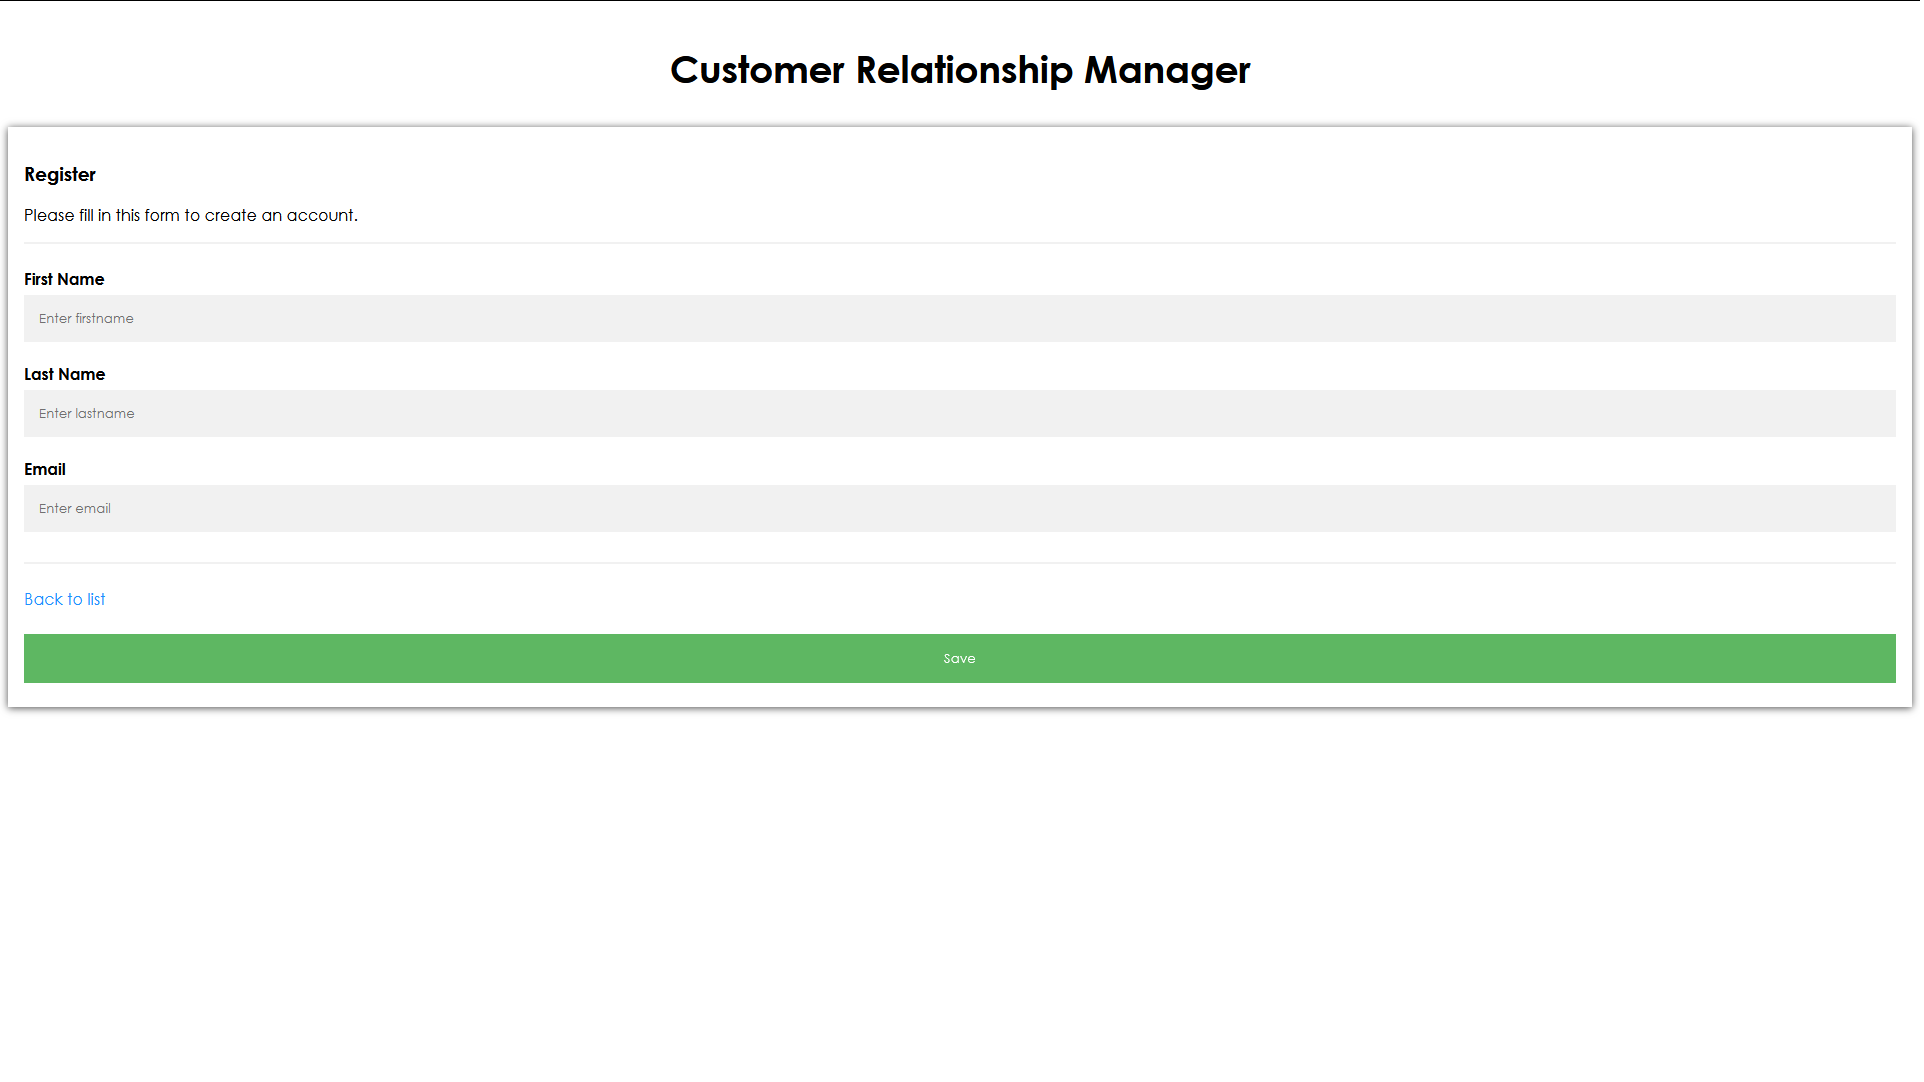 Customer Relationship Manager
Register
Please fill in this form to create an account.
First Name
Enter firstname
Last Name
Enter lastname
Email
Enter email
Back to list
Save